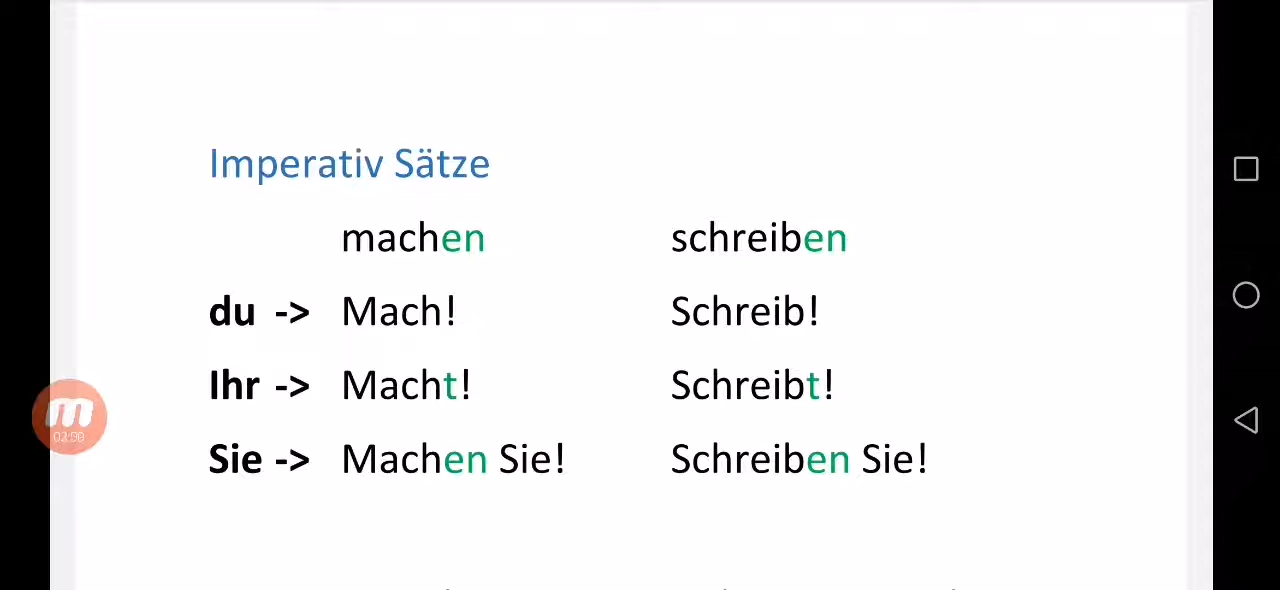 Imperativ Sätze
machen schreiben
du -> Mach! Schreib!
Ihr -> Macht! Schreibt!
Sie -> Machen Sie! Schreiben Sie!
m